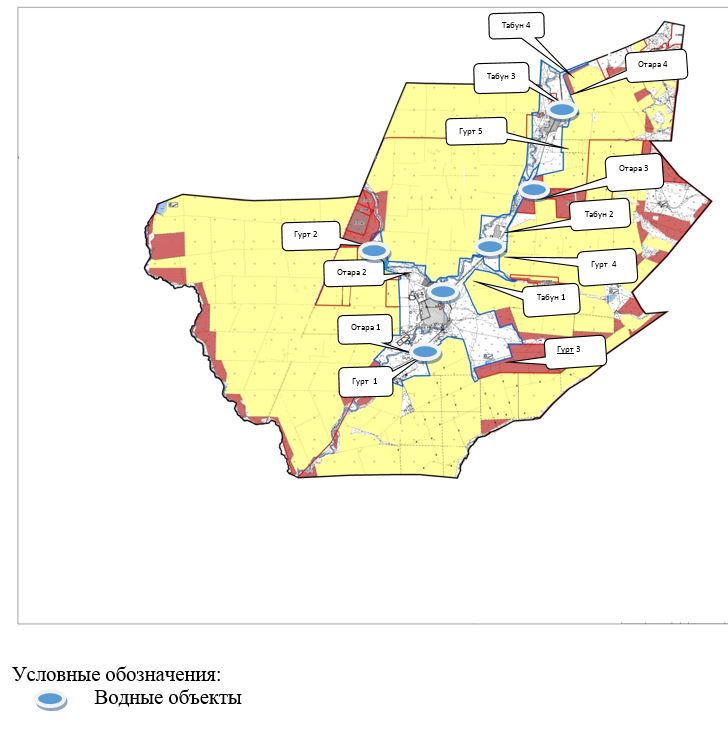 Табун 4
Отара 4
Табун 3
Гурт 5
Отара 3
Табун 2
Гурт 2
Гурт 4
Отара 2
Табун 1
Отара 1
Гурт 3
Гурт 1
Условные обозначения:
Водные объекты